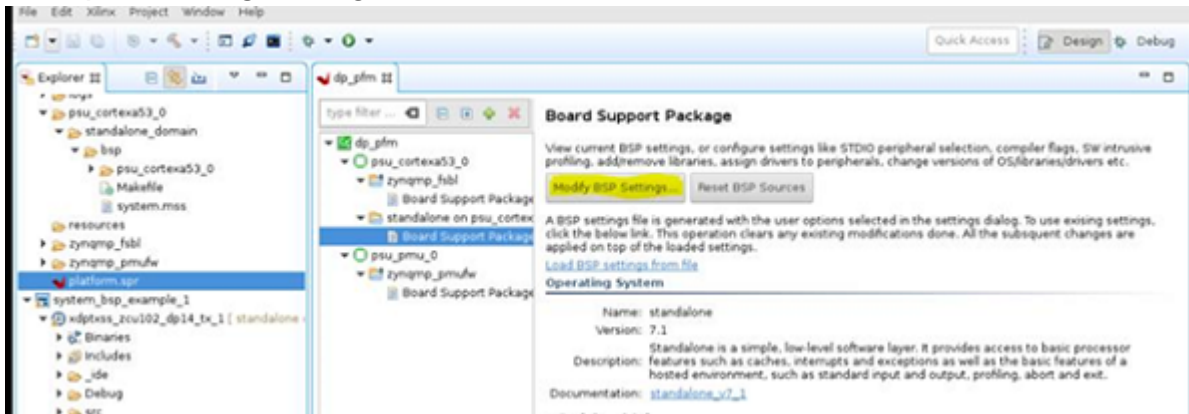 File Edit Xilinx Project Window Help
Quick Access Design Debug
Explorer
psu_cortexa53_0
standalone_domain
bsp
psu_cortexa53_0
Makefile
system.mss
resources
zynqmp_fsbl
zynqmp_pmufw
platform.spr
system_bsp_example_1
xdptxss_zcu102_dp14_tx_1 [ standalone
Binaries
Includes
_ide
Debug
src
dp_pfm
type filter ...
dp_pfm
psu_cortexa53_0
zynqmp_fsbl
Board Support Package
standalone on psu_cortex
Board Support Package
psu_pmu_0
zynqmp_pmufw
Board Support Package
Board Support Package
View current BSP settings, or configure settings like STDIO peripheral selection, compiler flags, SW intrusive
profiling, add/remove libraries, assign drivers to peripherals, change versions of OS/libraries/drivers etc.
Modify BSP Settings... Reset BSP Sources
A BSP settings file is generated with the user options selected in the settings dialog. To use exising settings,
click the below link. This operation clears any existing modifications done. All the subsquent changes are
applied on top of the loaded settings.
Load BSP settings from file
Operating System
Name: standalone
Version: 7.1
Standalone is a simple, low-level software layer. It provides access to basic processor
Description: features such as caches, interrupts and exceptions as well as the basic features of a
hosted environment, such as standard input and output, profiling, abort and exit.
Documentation: standalone_v7_1